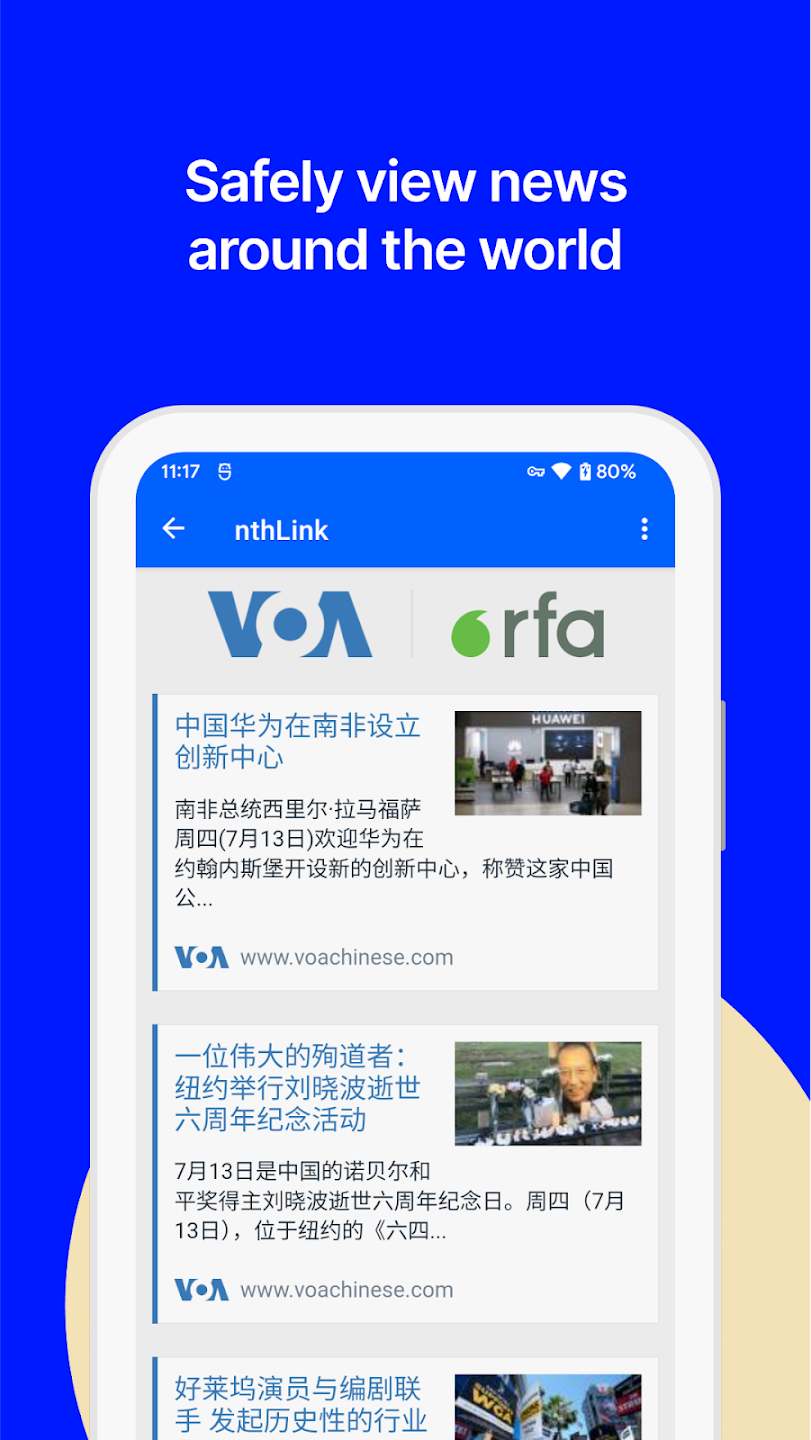 Safely view news
around the world
11:17
80%
nthLink
VOA
rfa
中国华为在南非设立
创新中心
HUAWEI
南非总统西里尔·拉马福萨
周四(7月13日)欢迎华为在
约翰内斯堡开设新的创新中心，称赞这家中国
公...
VOA www.voachinese.com
一位伟大的殉道者：
纽约举行刘晓波逝世
六周年纪念活动
7月13日是中国的诺贝尔和
平奖得主刘晓波逝世六周年纪念日。周四（7月
13日），位于纽约的《六四...
VOA www.voachinese.com
好莱坞演员与编剧联
手 发起历史性的行业
WGA